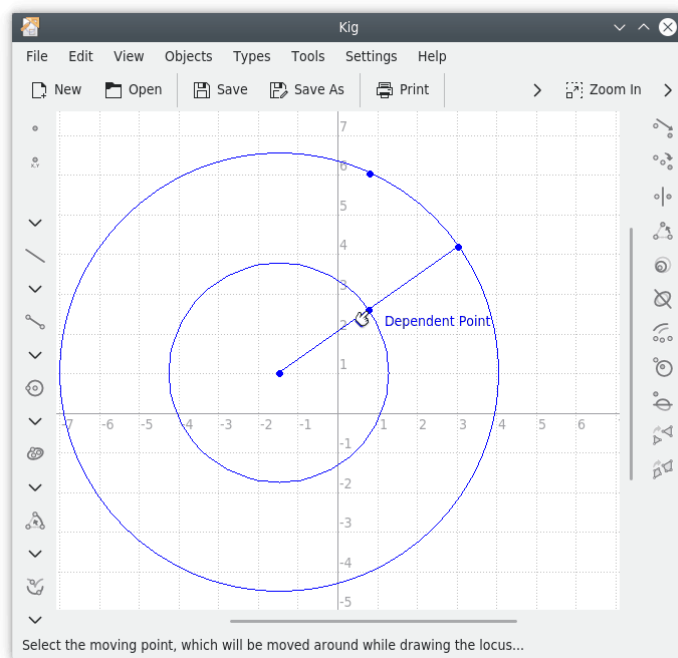 Kig
File Edit View Objects Types Tools Settings Help
New Open Save Save As Print Zoom In
7
6
5
4
3
2
Dependent Point
1
-7 -6 -5 -4 -3 -2 -1 1 2 3 4 5 6
-1
-2
-3
-4
-5
Select the moving point, which will be moved around while drawing the locus...